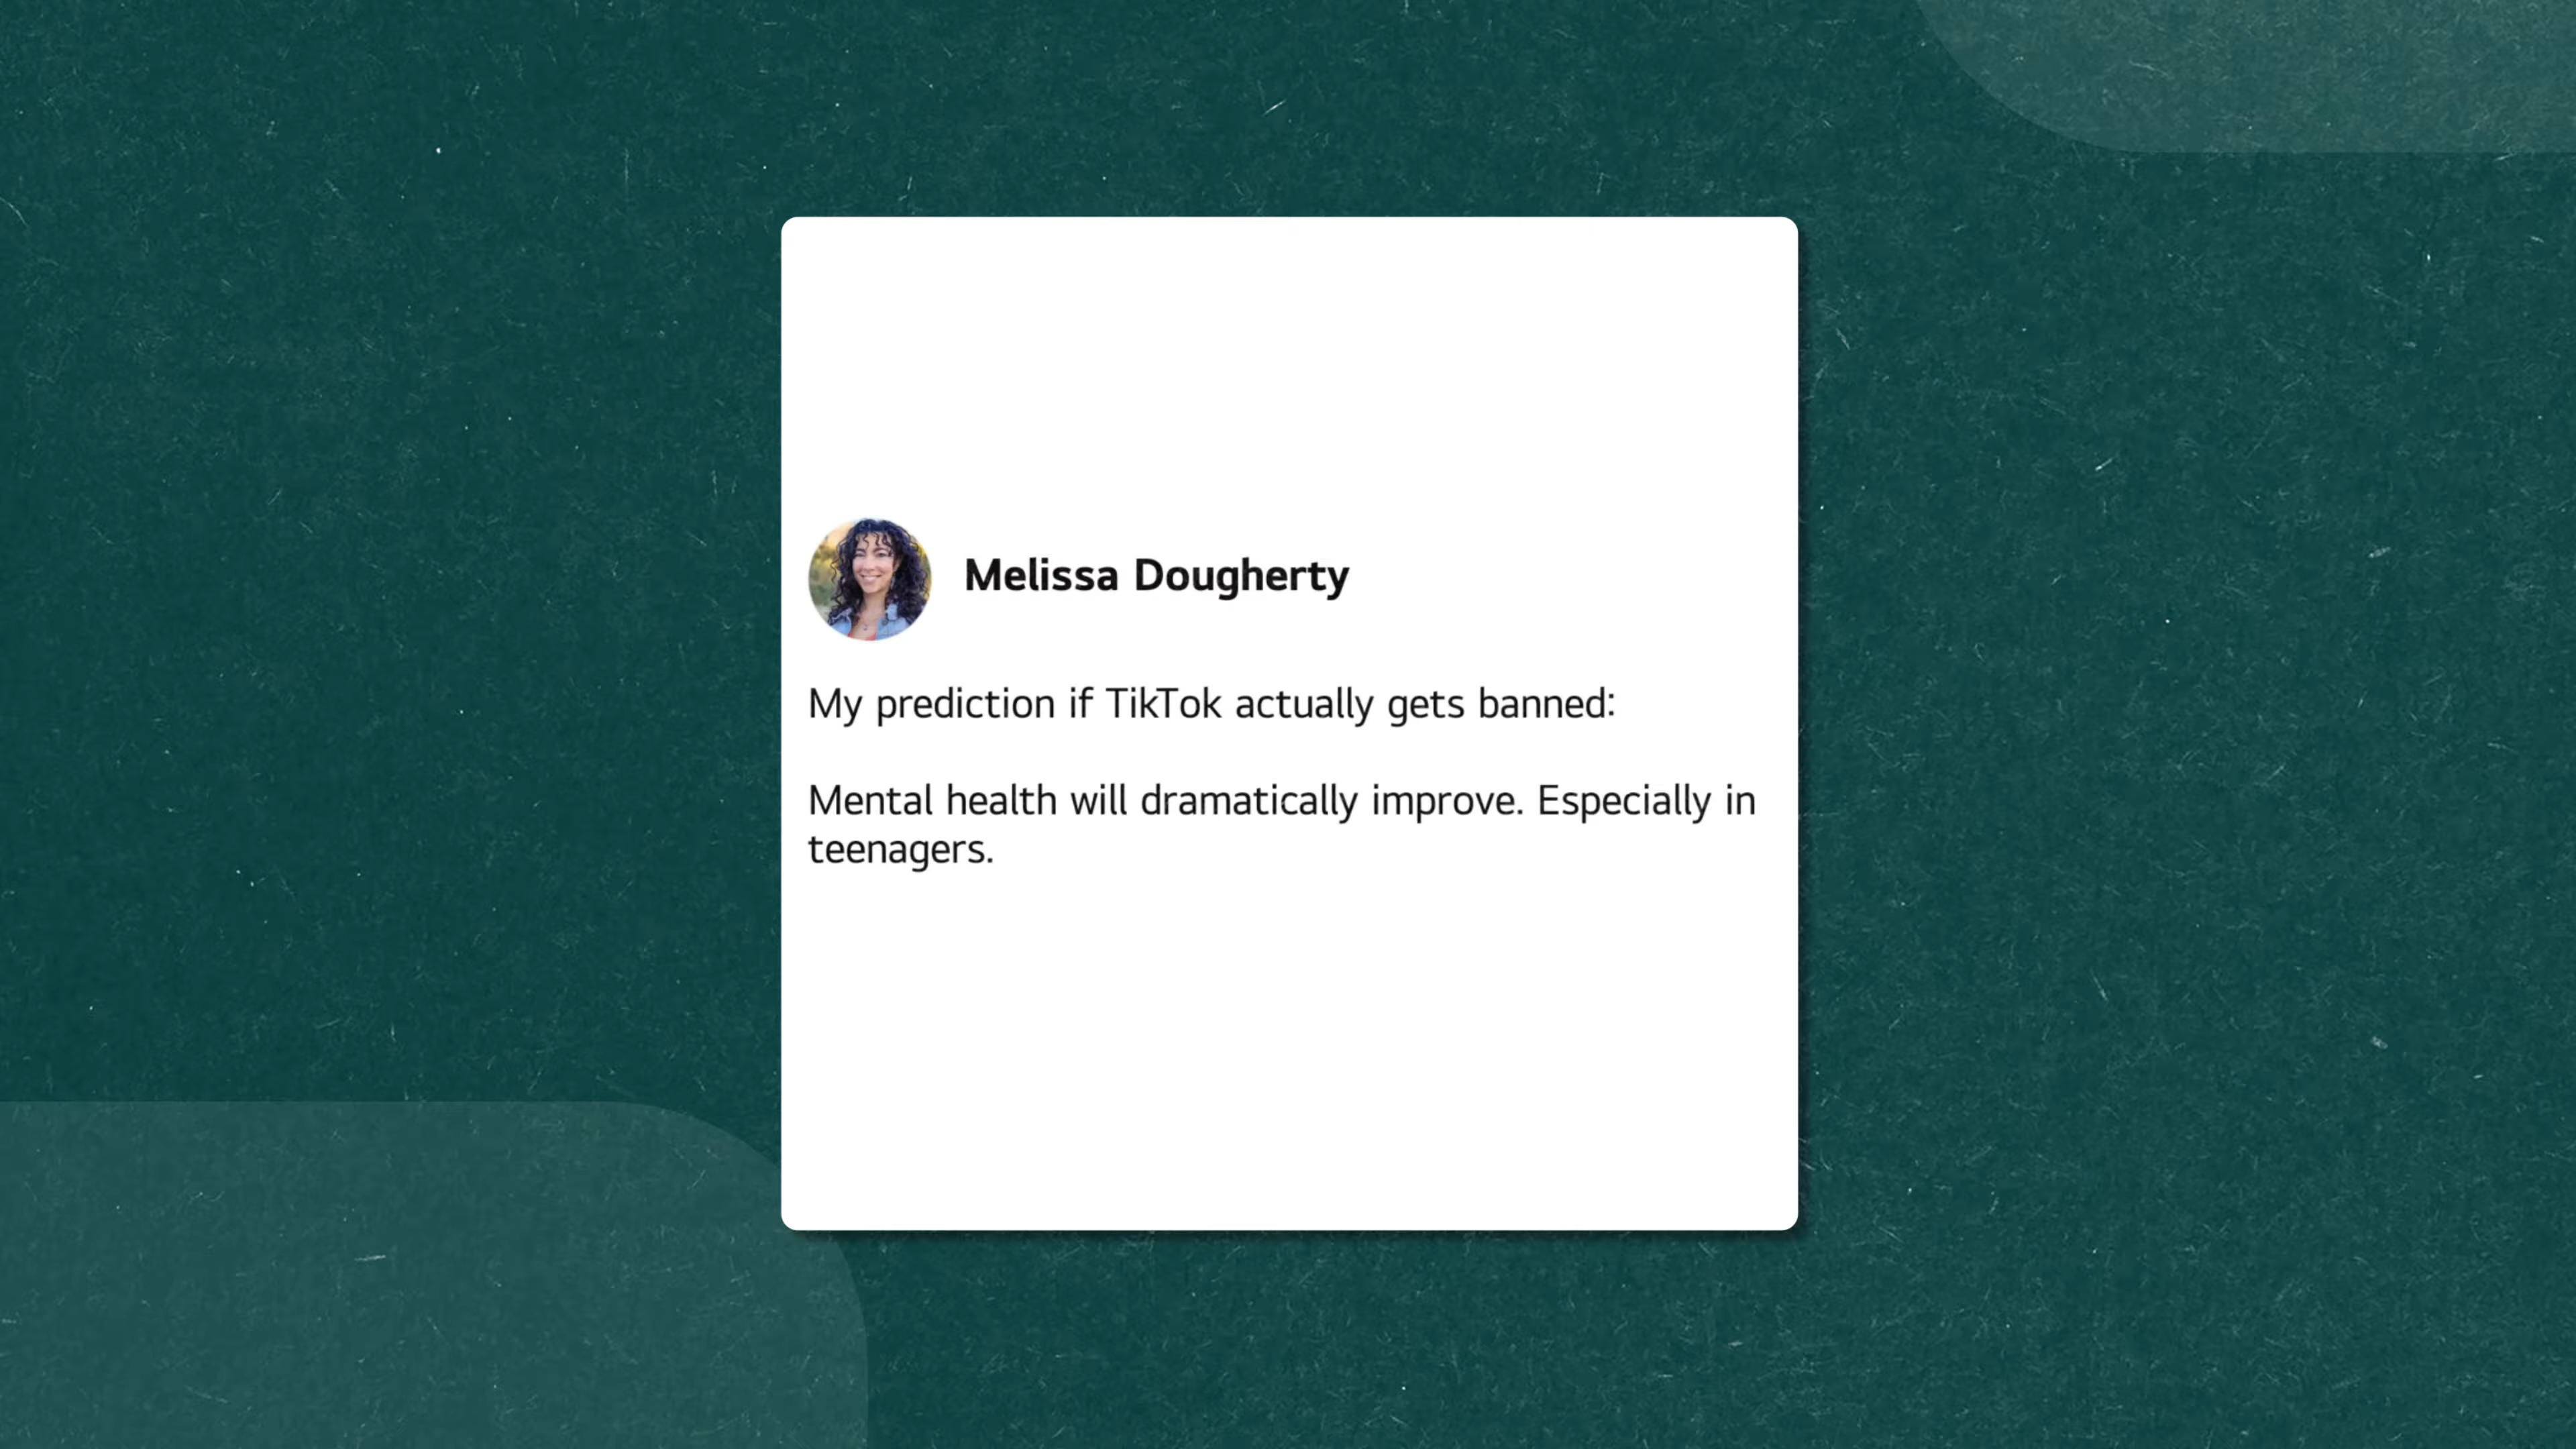 Melissa Dougherty
My prediction if TikTok actually gets banned:
Mental health will dramatically improve. Especially in
teenagers.